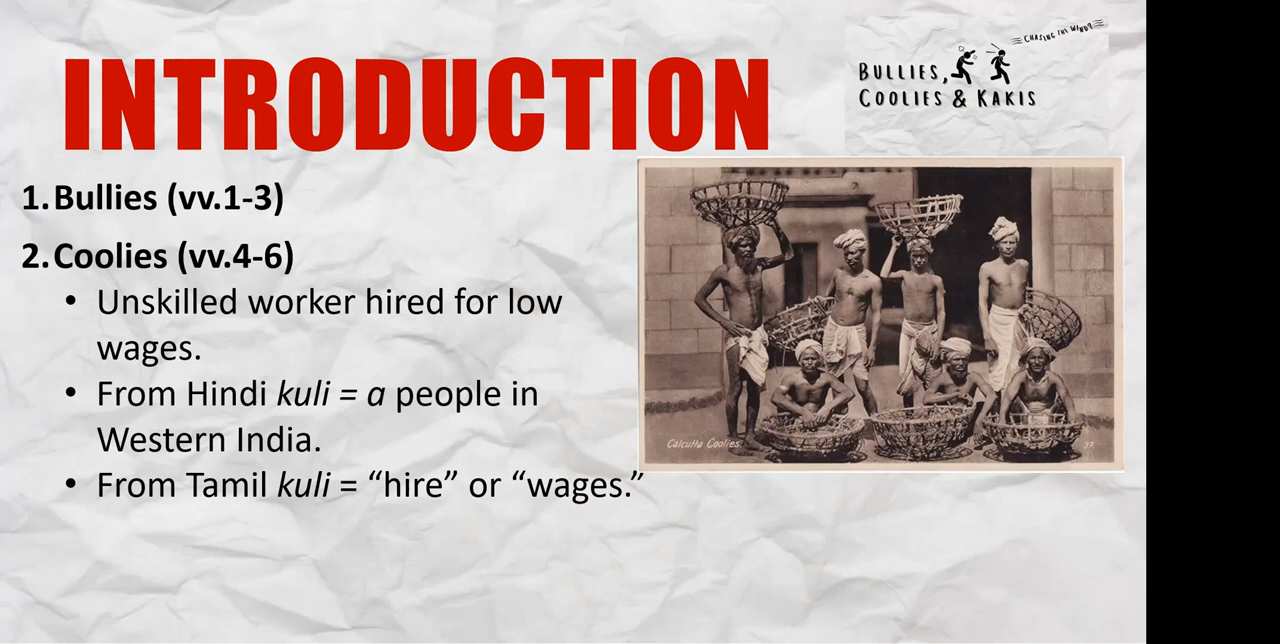 INTRODUCTION
CHASING THE WIND?
BULLIES,
COOLIES & KAKIS
1. Bullies (vv.1-3)
2. Coolies (vv.4-6)
• Unskilled worker hired for low
wages.
• From Hindi kuli = a people in
Western India.
• From Tamil kuli = “hire” or “wages.”
Calcutta Coolies.